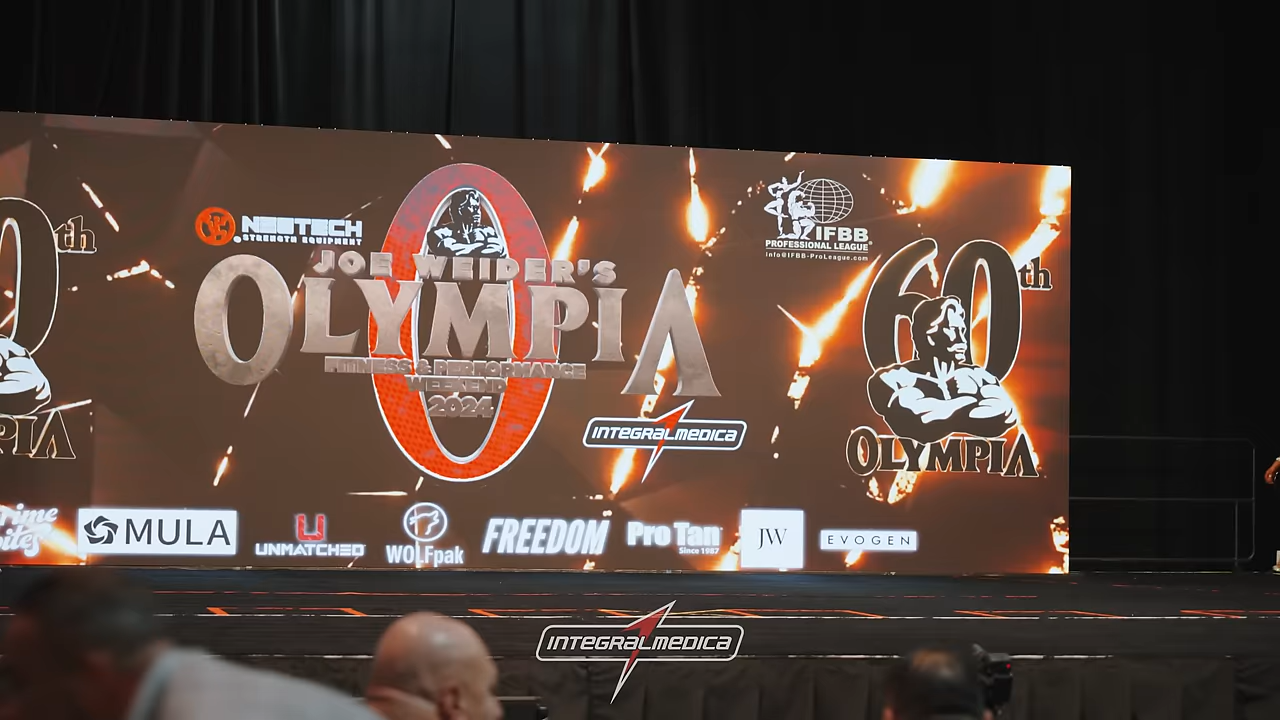 th
NEOTECH
STRENGTH EQUIPMENT
JOE WEIDER'S
OLYMPIA
FITNESS & PERFORMANCE
WEEKEND
2024
INTEGRALMEDICA
IFBB
PROFESSIONAL LEAGUE
info@IFBB-ProLeague.com
60th
OLYMPIA
PIA
MULA
UNMATCHED
WOLFpak
FREEDOM
ProTan
Since 1987
JW
EVOGEN
INTEGRALMEDICA